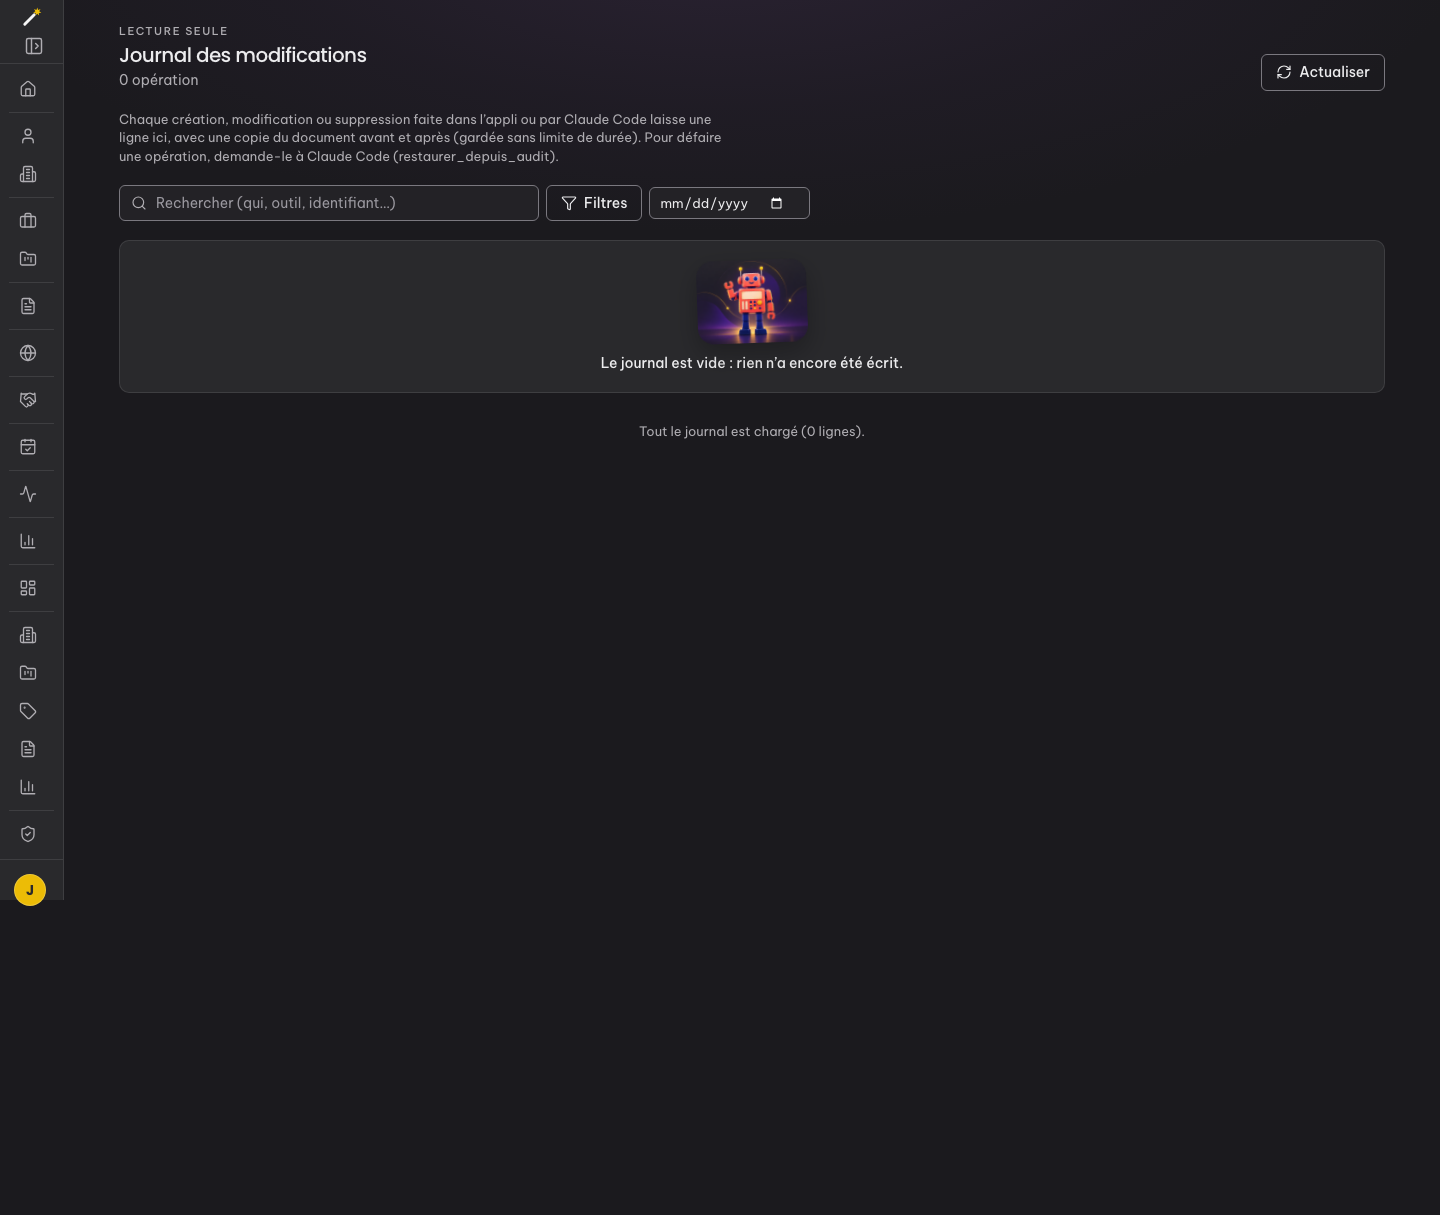 LECTURE SEULE
Journal des modifications
0 opération
Actualiser
Chaque création, modification ou suppression faite dans l'appli ou par Claude Code laisse une
ligne ici, avec une copie du document avant et après (gardée sans limite de durée). Pour défaire
une opération, demande-le à Claude Code (restaurer_depuis_audit).
Rechercher (qui, outil, identifiant…)
Filtres
mm/dd/yyyy
Le journal est vide : rien n'a encore été écrit.
Tout le journal est chargé (0 lignes).
J